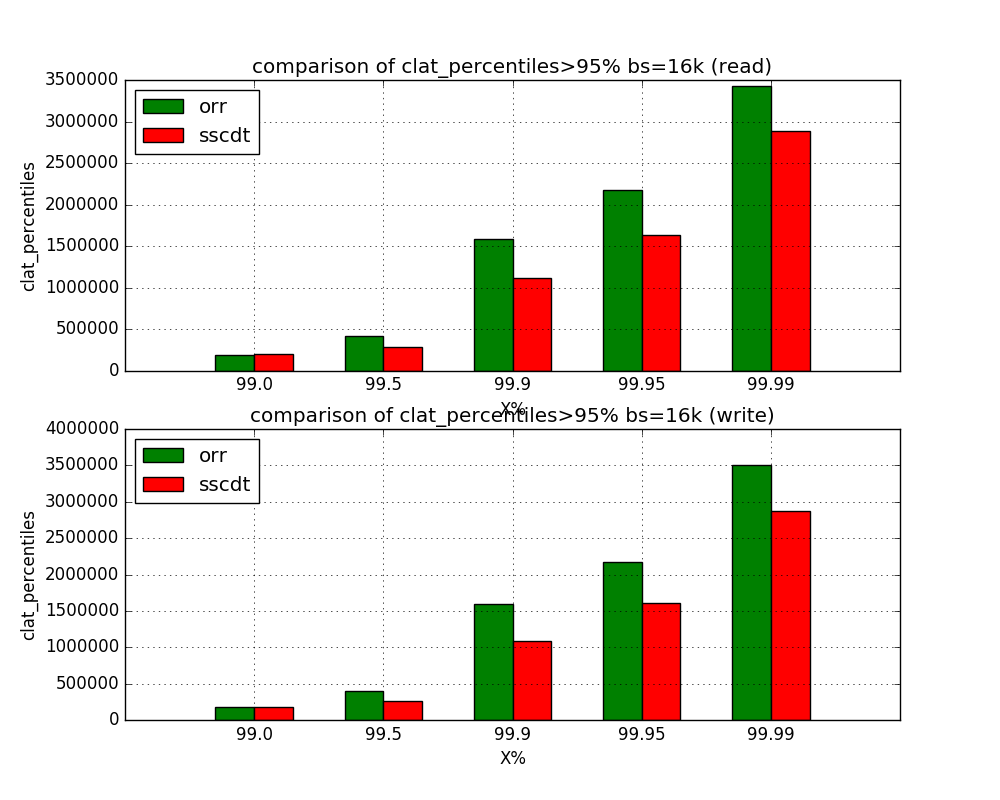 comparison of clat_percentiles>95% bs=16k (read)
3500000
3000000
2500000
2000000
1500000
1000000
500000
0
clat_percentiles
orr
sscdt
99.0 99.5 99.9 99.95 99.99
X%
comparison of clat_percentiles>95% bs=16k (write)
4000000
3500000
3000000
2500000
2000000
1500000
1000000
500000
0
clat_percentiles
orr
sscdt
99.0 99.5 99.9 99.95 99.99
X%